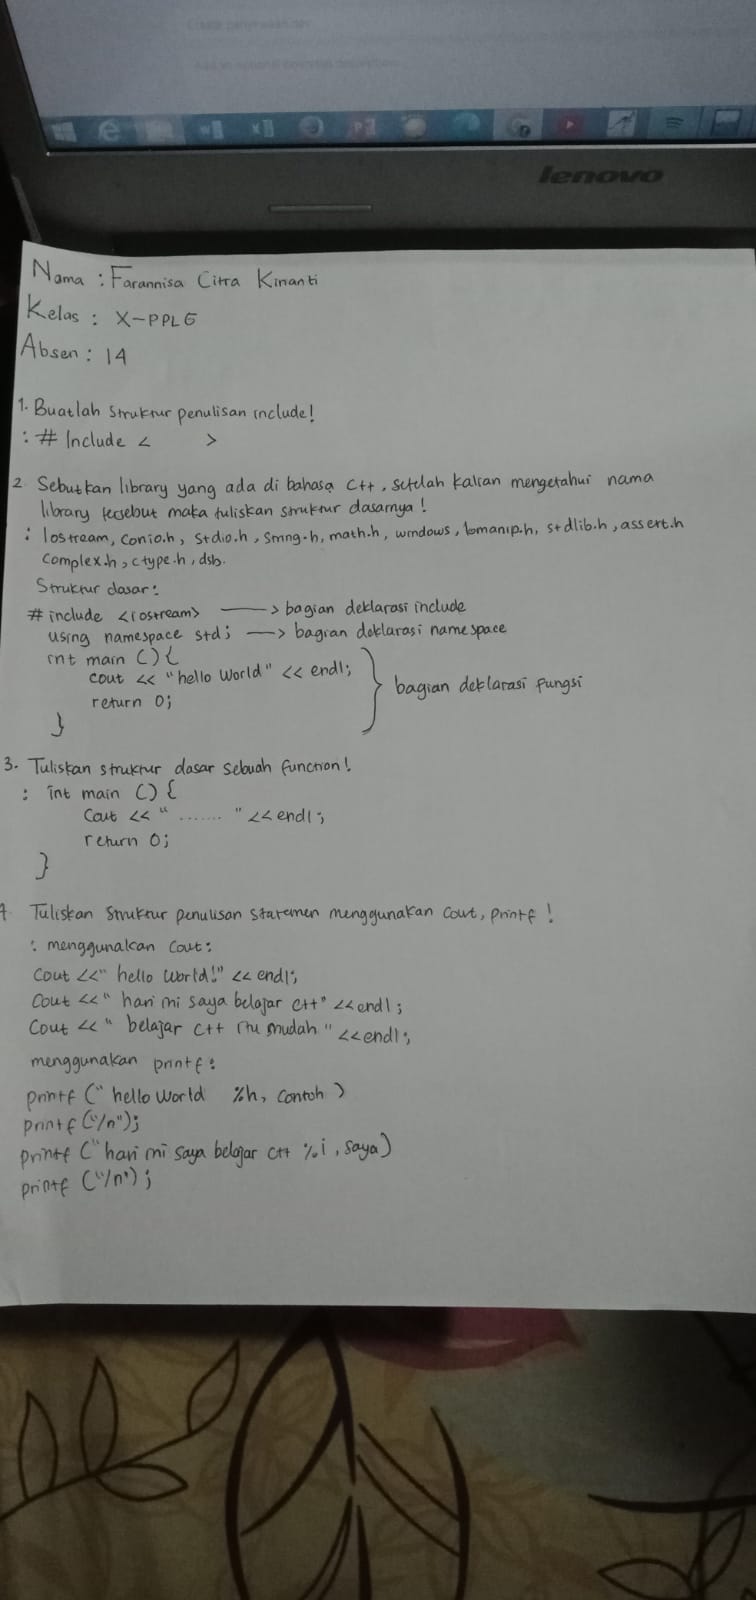 lenovo
Nama : Farannisa Citra Kinanti
Kelas : X-PPLG
Absen : 14
1. Buatlah struktur penulisan include!
: # Include < >
2. Sebutkan library yang ada di bahasa C++, setelah kalian mengetahui nama
library tersebut maka tuliskan struktur dasarnya!
: Iostream, conio.h, stdio.h, string.h, math.h, windows, Iomanip.h, stdlib.h, assert.h
Complex.h, ctype.h, dsb.
Struktur dasar:
# include <iostream> ⟶ bagian deklarasi include
using namespace std; ⟶ bagian deklarasi namespace
int main () {
cout << "hello World" << endl;
return 0; bagian deklarasi fungsi
}
3. Tuliskan struktur dasar sebuah function!
: int main () {
Cout << " ....... " << endl;
return 0;
}
Tuliskan struktur penulisan statemen menggunakan Cout, printf!
: menggunakan Cout:
Cout <<" hello World!" << endl;
Cout <<" hari ini saya belajar C++" <<endl;
Cout <<" belajar C++ itu mudah " <<endl;
menggunakan printf:
printf (" hello World %h, contoh )
printf ("/n");
printf ("hari ini saya belajar C++ %i, saya)
printf ("/n");